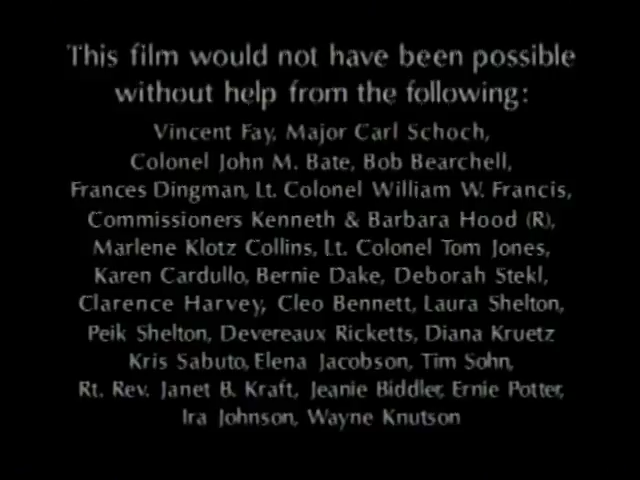 This film would not have been possible
without help from the following:
Vincent Fay, Major Carl Schoch,
Colonel John M. Bate, Bob Bearchell,
Frances Dingman, Lt. Colonel William W. Francis,
Commissioners Kenneth & Barbara Hood (R),
Marlene Klotz Collins, Lt. Colonel Tom Jones,
Karen Cardullo, Bernie Dake, Deborah Stekl,
Clarence Harvey, Cleo Bennett, Laura Shelton,
Peik Shelton, Devereaux Ricketts, Diana Kruetz
Kris Sabuto, Elena Jacobson, Tim Sohn,
Rt. Rev. Janet B. Kraft, Jeanie Biddler, Ernie Potter,
Ira Johnson, Wayne Knutson